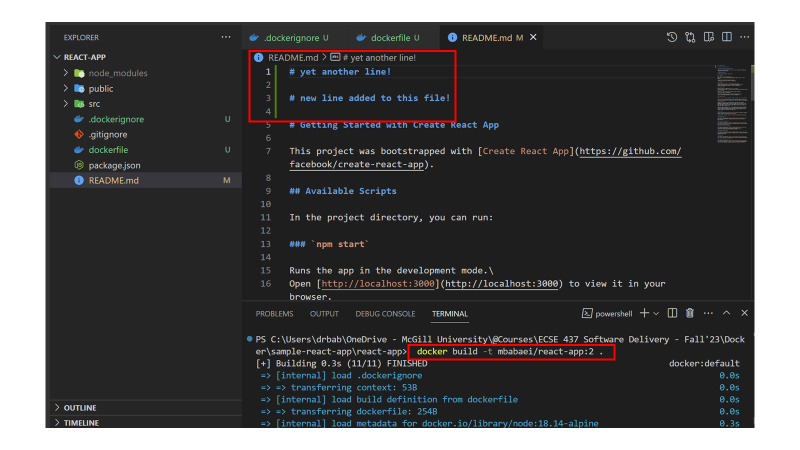 EXPLORER
REACT-APP
node_modules
public
src
.dockerignore U
.gitignore
dockerfile U
package.json
README.md M
OUTLINE
TIMELINE
.dockerignore U dockerfile U README.md M
README.md > # yet another line!
1 # yet another line!
2
3 # new line added to this file!
4
5 # Getting Started with Create React App
6
7 This project was bootstrapped with [Create React App](https://github.com/
facebook/create-react-app).
8
9 ## Available Scripts
10
11 In the project directory, you can run:
12
13 ### `npm start`
14
15 Runs the app in the development mode.\
16 Open [http://localhost:3000](http://localhost:3000) to view it in your
browser.
PROBLEMS OUTPUT DEBUG CONSOLE TERMINAL powershell
PS C:\Users\drbab\OneDrive - McGill University\@Courses\ECSE 437 Software Delivery - Fall'23\Dock
er\sample-react-app\react-app> docker build -t mbabaei/react-app:2 .
[+] Building 0.3s (11/11) FINISHED docker:default
=> [internal] load .dockerignore 0.0s
=> => transferring context: 53B 0.0s
=> [internal] load build definition from dockerfile 0.0s
=> => transferring dockerfile: 254B 0.0s
=> [internal] load metadata for docker.io/library/node:18.14-alpine 0.3s